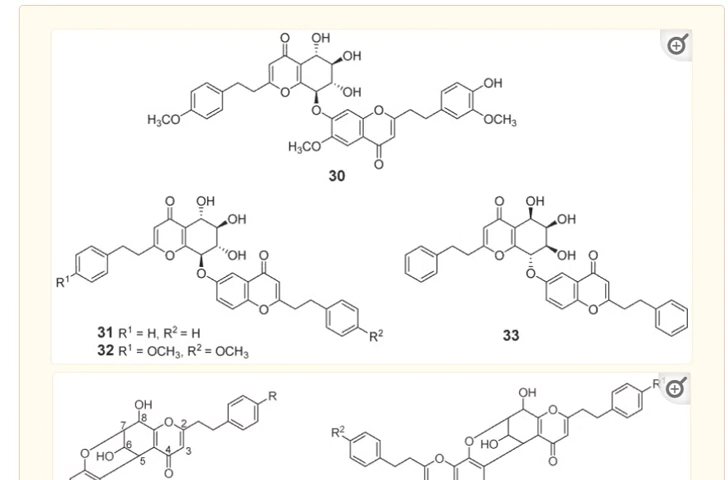 O OH
OH
O OH
H₃CO
O
O
OH
OCH₃
H₃CO
O
30
O OH
OH
O OH
R¹
O
O
O
R²
31 R¹ = H, R² = H
32 R¹ = OCH₃, R² = OCH₃
O OH
OH
O OH
O
O
O
33
OH
R
7 8 O 2
O 6
HO 4 3
5
O
OH
R¹
O
R²
O HO
O
O